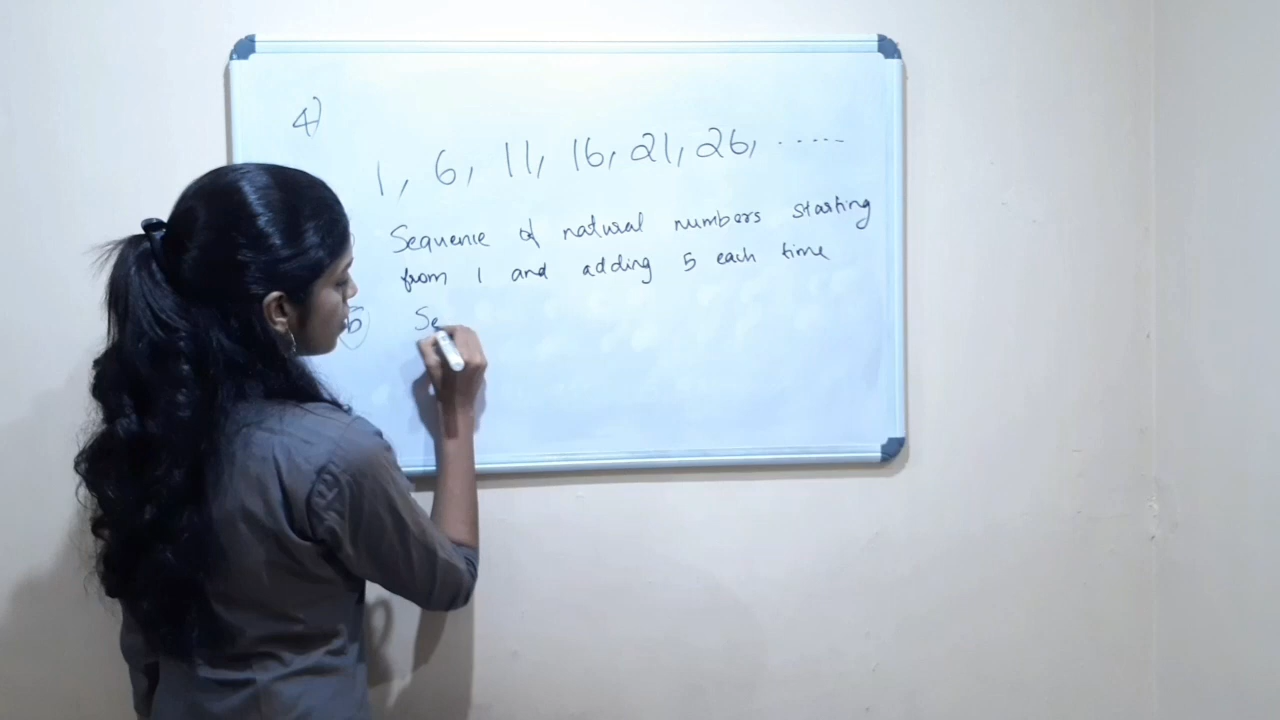 4)
1, 6, 11, 16, 21, 26, .....
Sequence of natural numbers starting
from 1 and adding 5 each time
Se